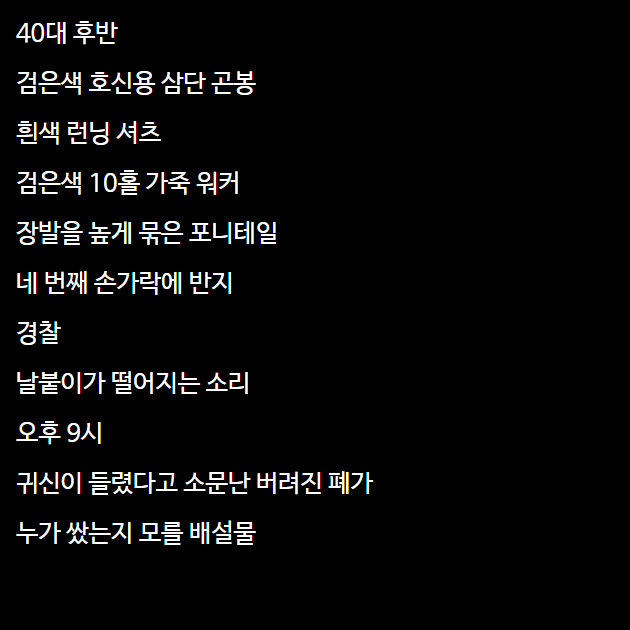 40대 후반
검은색 호신용 삼단 곤봉
흰색 런닝 셔츠
검은색 10홀 가죽 워커
장발을 높게 묶은 포니테일
네 번째 손가락에 반지
경찰
날붙이가 떨어지는 소리
오후 9시
귀신이 들렸다고 소문난 버려진 폐가
누가 쌌는지 모를 배설물